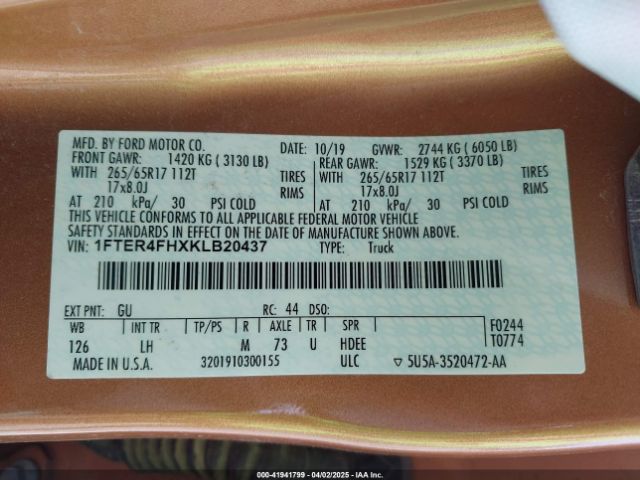 MFD. BY FORD MOTOR CO. DATE: 10/19 GVWR: 2744 KG (6050 LB)
FRONT GAWR: 1420 KG (3130 LB) REAR GAWR: 1529 KG (3370 LB)
WITH 265/65R17 112T TIRES WITH 265/65R17 112T TIRES
17x8.0J RIMS 17x8.0J RIMS
AT 210 kPa/ 30 PSI COLD AT 210 kPa/ 30 PSI COLD
THIS VEHICLE CONFORMS TO ALL APPLICABLE FEDERAL MOTOR VEHICLE
SAFETY STANDARDS IN EFFECT ON THE DATE OF MANUFACTURE SHOWN ABOVE.
VIN: 1FTER4FHXKLB20437 TYPE: Truck
EXT PNT: GU RC: 44 DSO:
WB INT TR TP/PS R AXLE TR SPR F0244
126 LH M 73 U HDEE T0774
MADE IN U.S.A. 3201910300155 ULC ▽ 5U5A-3520472-AA
000-41941799 - 04/02/2025 - IAAI, Inc.